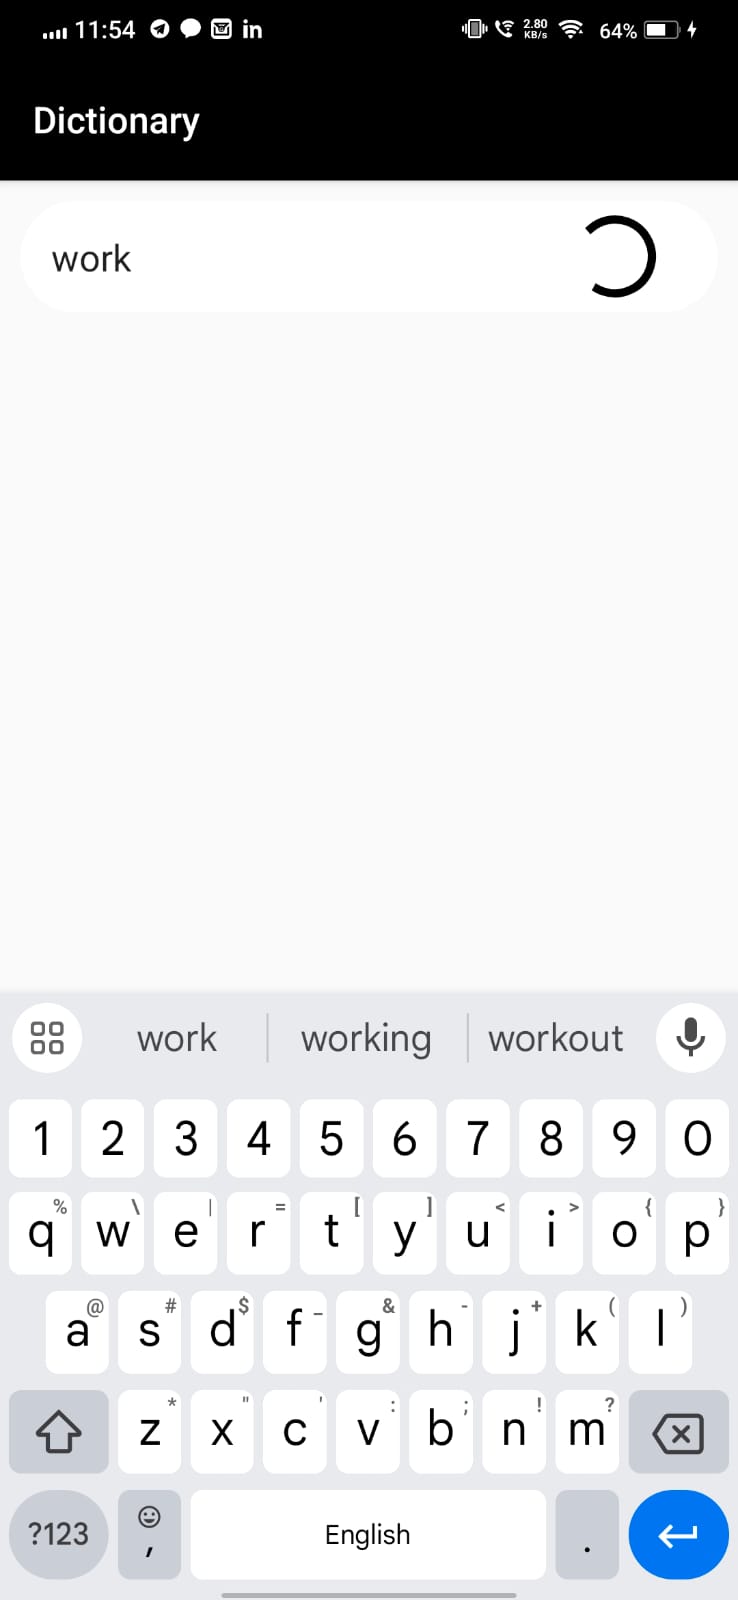 11:54 in 2.80 KB/s 64%
Dictionary
work
work working workout
1 2 3 4 5 6 7 8 9 0
% \ | = [ ] < > { }
q w e r t y u i o p
@ # $ _ & - + ( )
a s d f g h j k l
* " ' : ; ! ?
z x c v b n m
?123 , English .